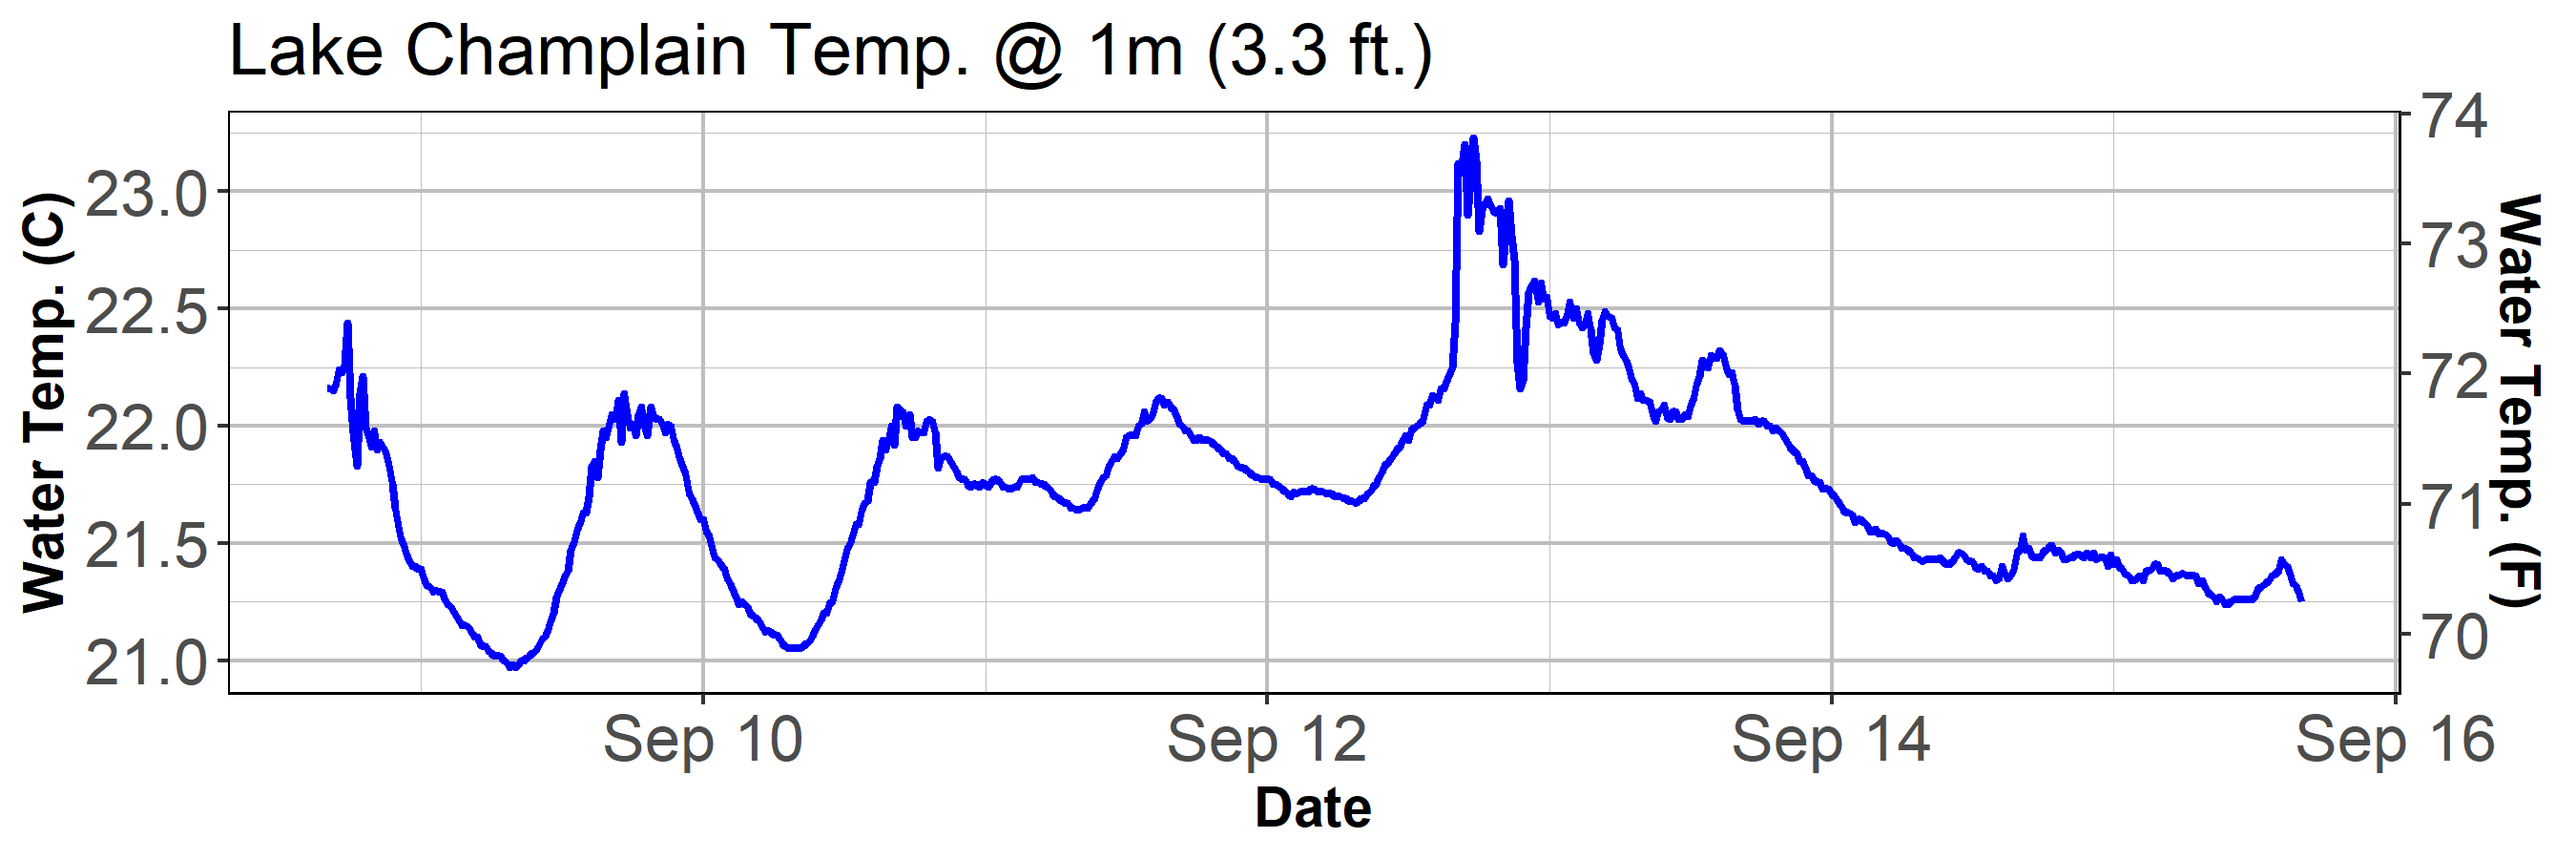 Lake Champlain Temp. @ 1m (3.3 ft.)
Water Temp. (C)
23.0
22.5
22.0
21.5
21.0
74
73
72
71
70
Water Temp. (F)
Sep 10 Sep 12 Sep 14 Sep 16
Date